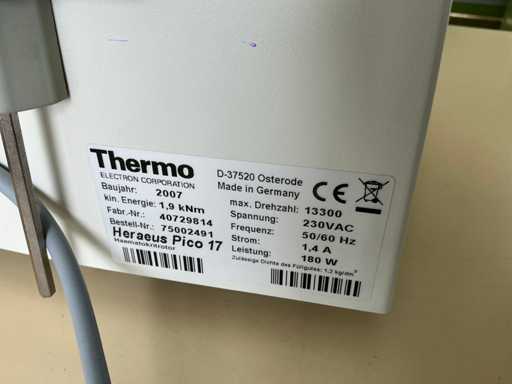 Thermo
ELECTRON CORPORATION
Baujahr: 2007
kin. Energie: 1,9 kNm
Fabr.-Nr.: 40729814
Bestell-Nr.: 75002491
Heraeus Pico 17
Haematokritrotor
D-37520 Osterode
Made in Germany
CE
max. Drehzahl: 13300
Spannung: 230VAC
Frequenz: 50/60 Hz
Strom: 1,4 A
Leistung: 180 W
Zulässige Dichte des Füllgutes: 1,2 kg/dm³